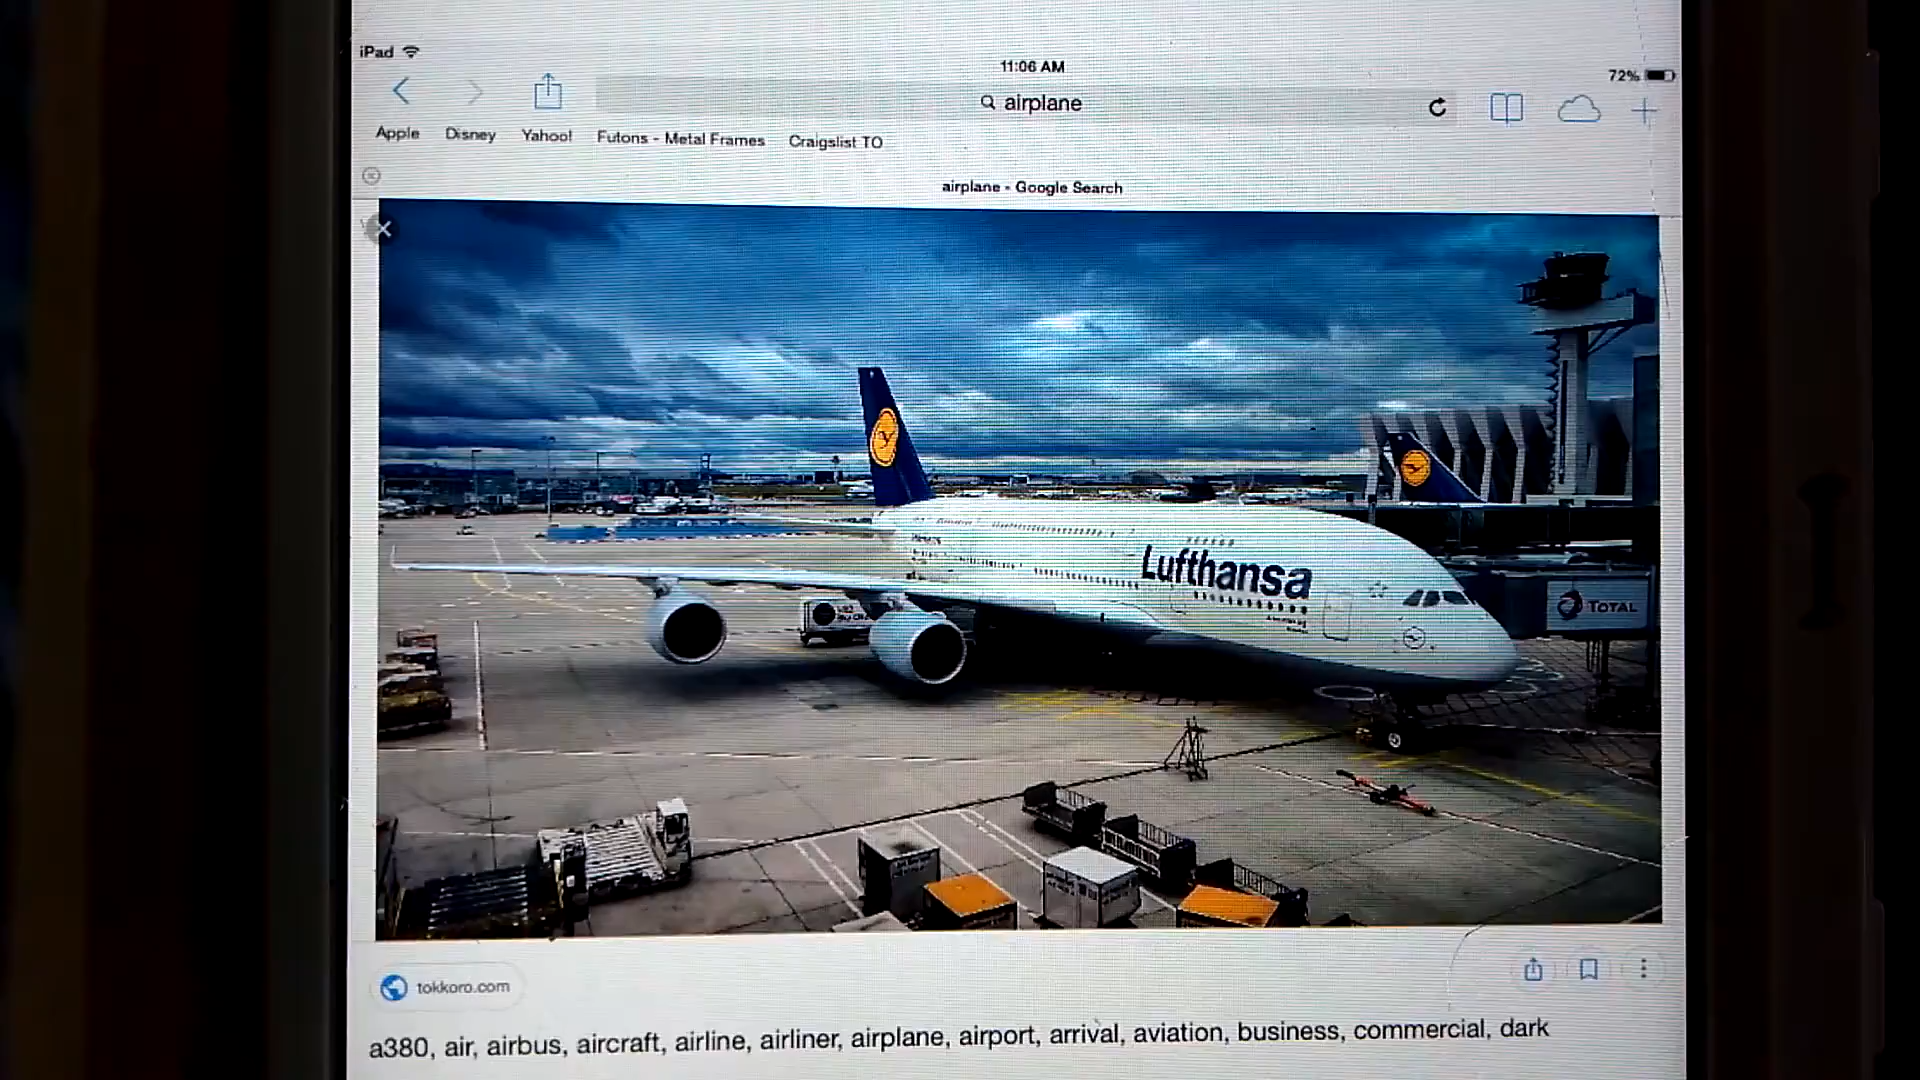 iPad
11:06 AM
72%
airplane
Apple Disney Yahoo! Futons - Metal Frames Craigslist TO
airplane - Google Search
Lufthansa
TOTAL
tokkoro.com
a380, air, airbus, aircraft, airline, airliner, airplane, airport, arrival, aviation, business, commercial, dark